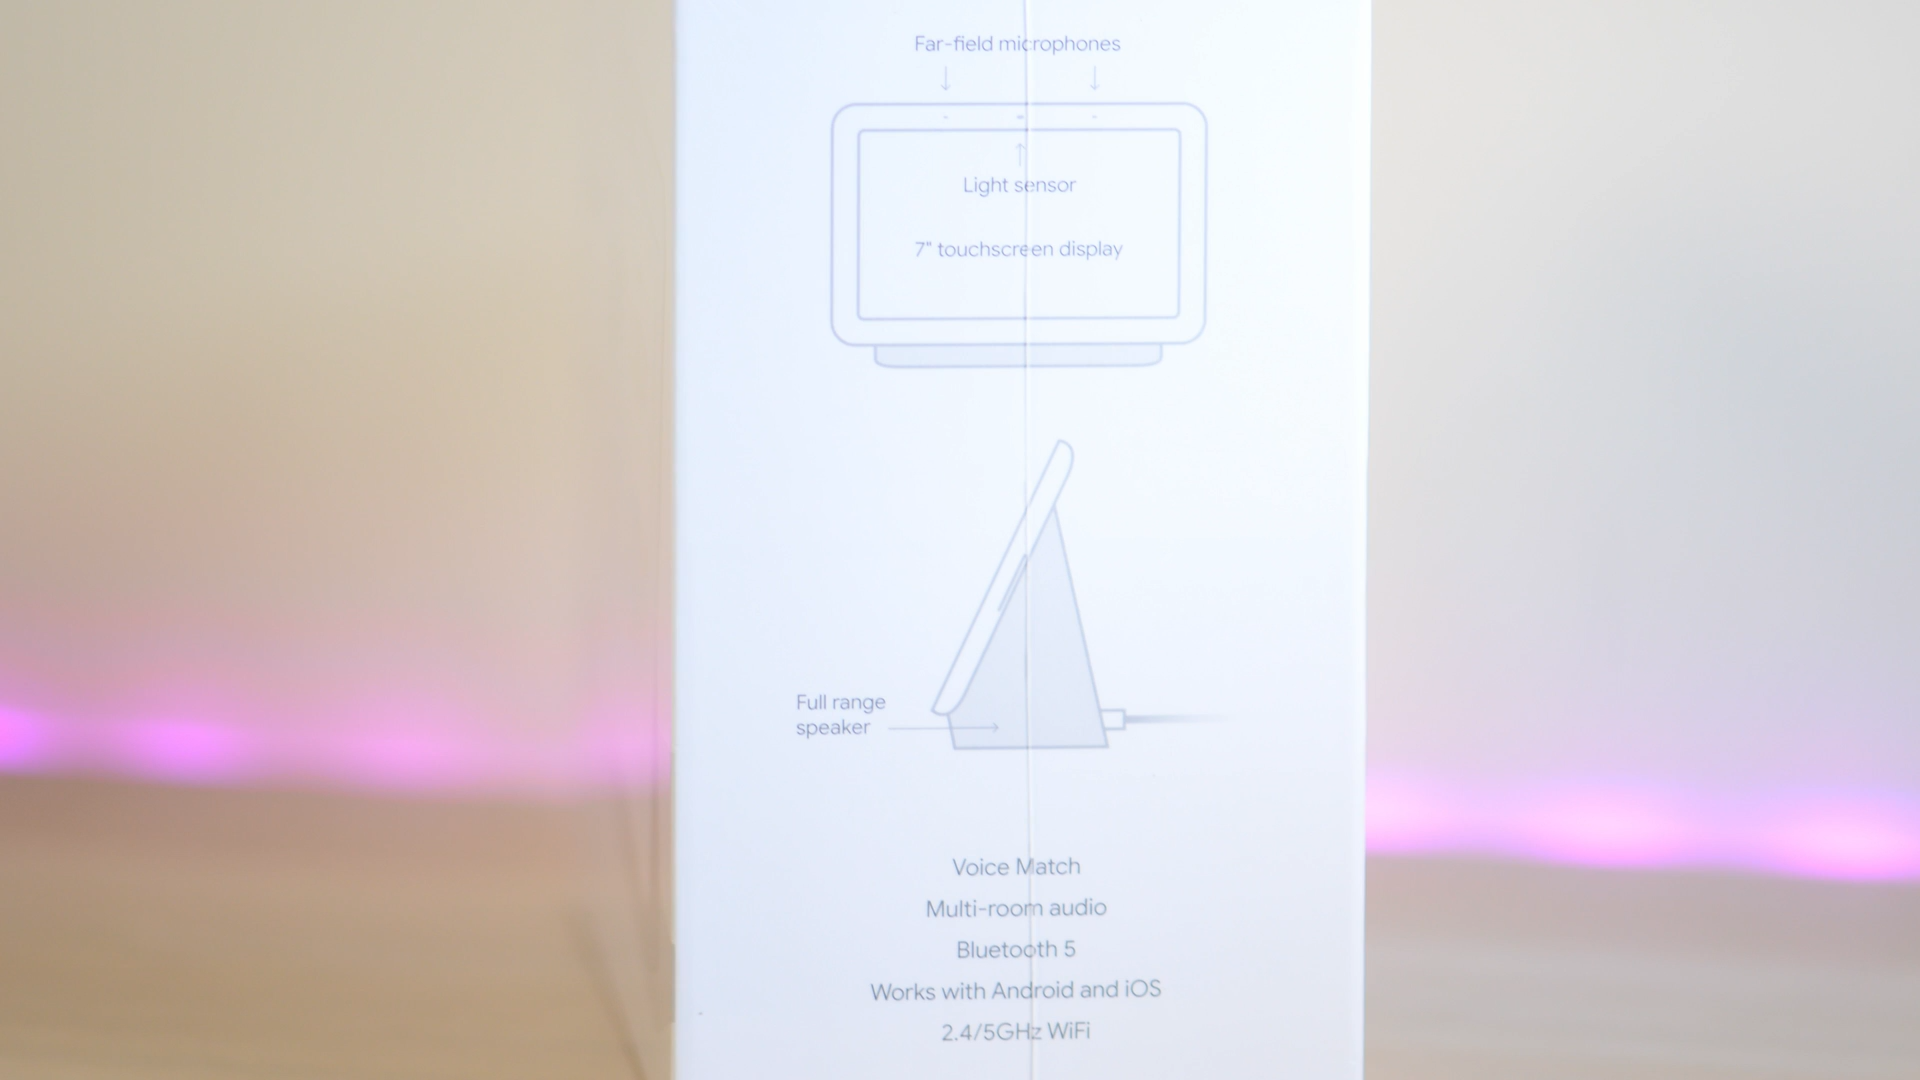 Far-field microphones
Light sensor
7" touchscreen display
Full range
speaker
Voice Match
Multi-room audio
Bluetooth 5
Works with Android and iOS
2.4/5GHz WiFi